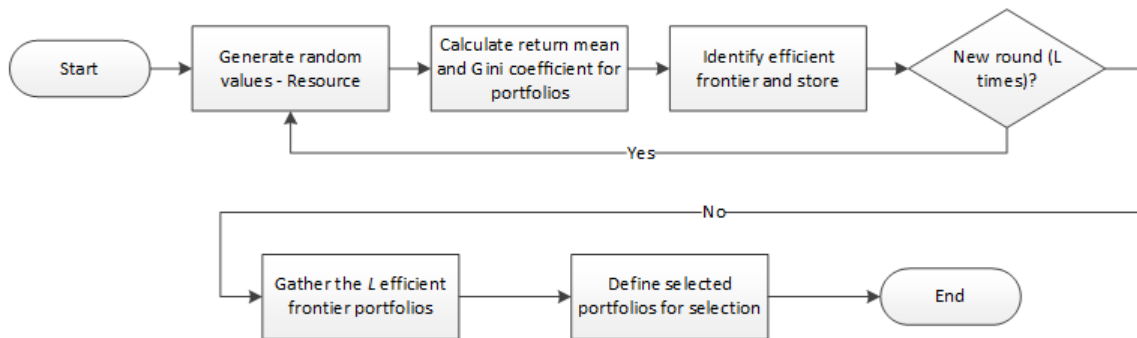 Start
Generate random
values - Resource
Calculate return mean
and Gini coefficient for
portfolios
Identify efficient
frontier and store
New round (L
times)?
Yes
No
Gather the L efficient
frontier portfolios
Define selected
portfolios for selection
End